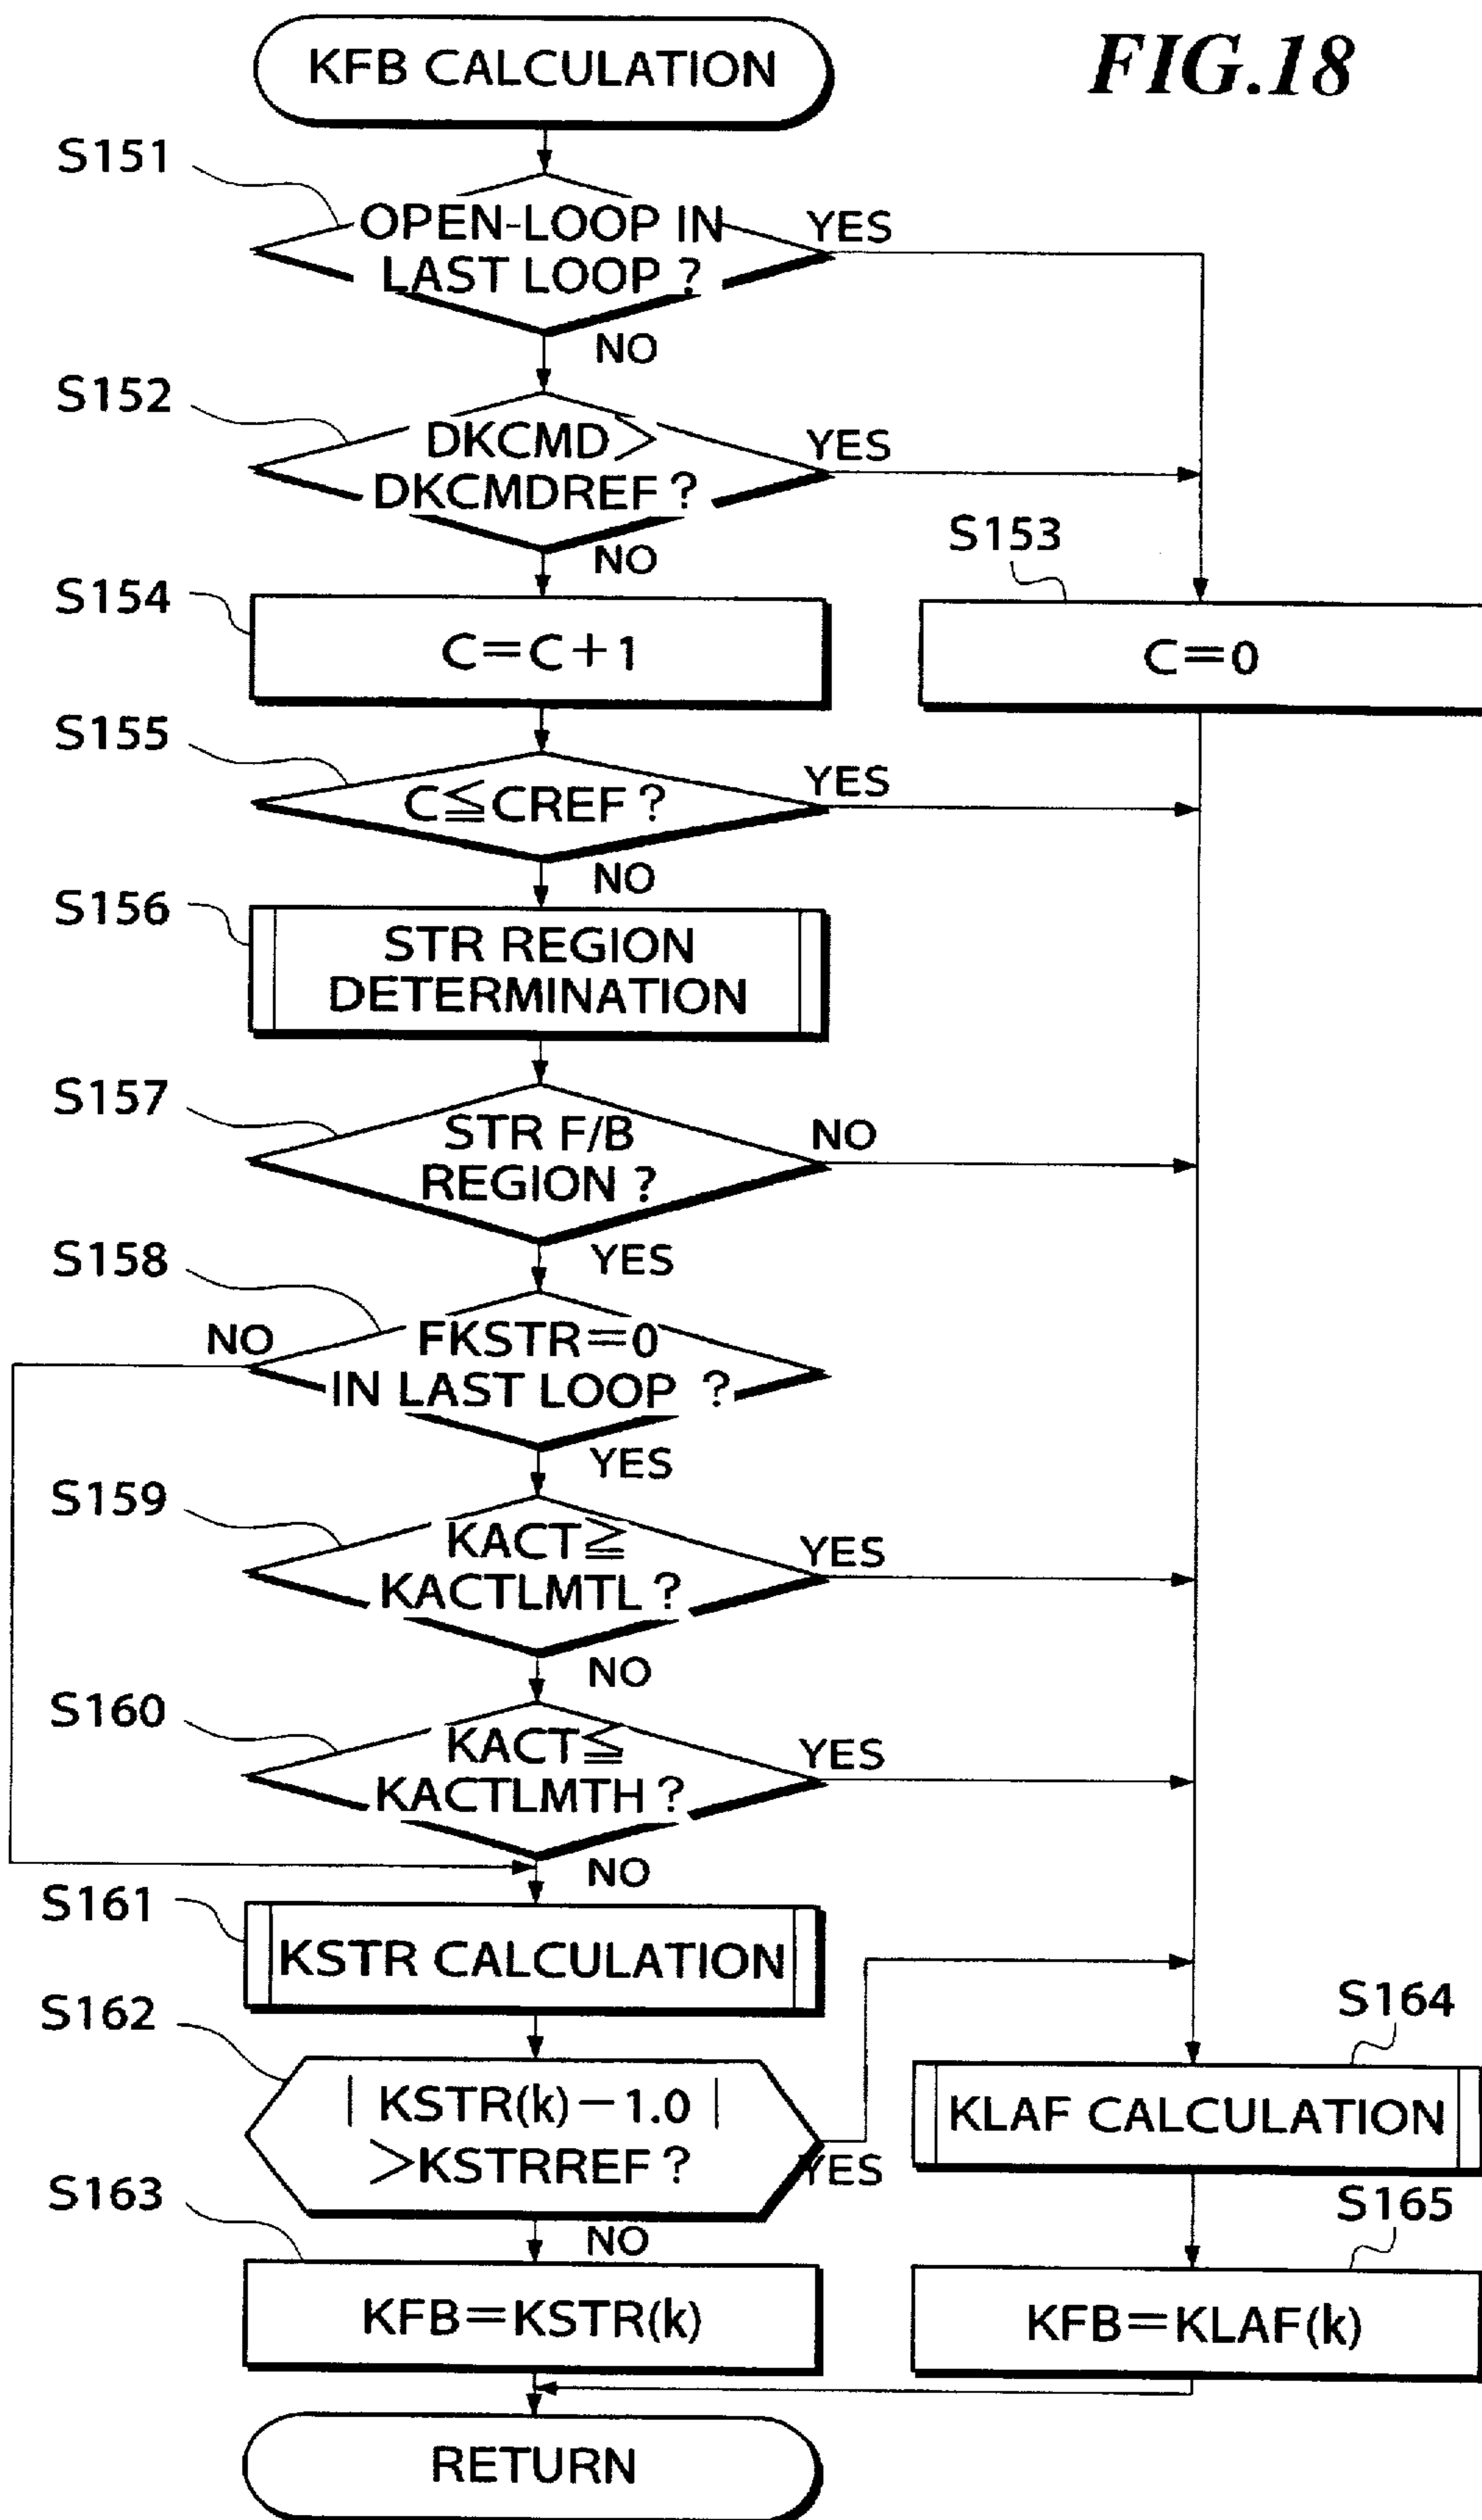 KFB CALCULATION
FIG.18
S151
OPEN-LOOP IN
LAST LOOP ?
YES
NO
S152
DKCMD>
DKCMDREF ?
YES
NO
S153
C=0
S154
C=C+1
S155
C≦CREF ?
YES
NO
S156
STR REGION
DETERMINATION
S157
STR F/B
REGION ?
NO
YES
S158
NO
FKSTR=0
IN LAST LOOP ?
YES
S159
KACT≧
KACTLMTL ?
YES
NO
S160
KACT≦
KACTLMTH ?
YES
NO
S161
KSTR CALCULATION
S162
| KSTR(k)-1.0 |
>KSTRREF ?
YES
NO
S164
KLAF CALCULATION
S163
KFB=KSTR(k)
S165
KFB=KLAF(k)
RETURN